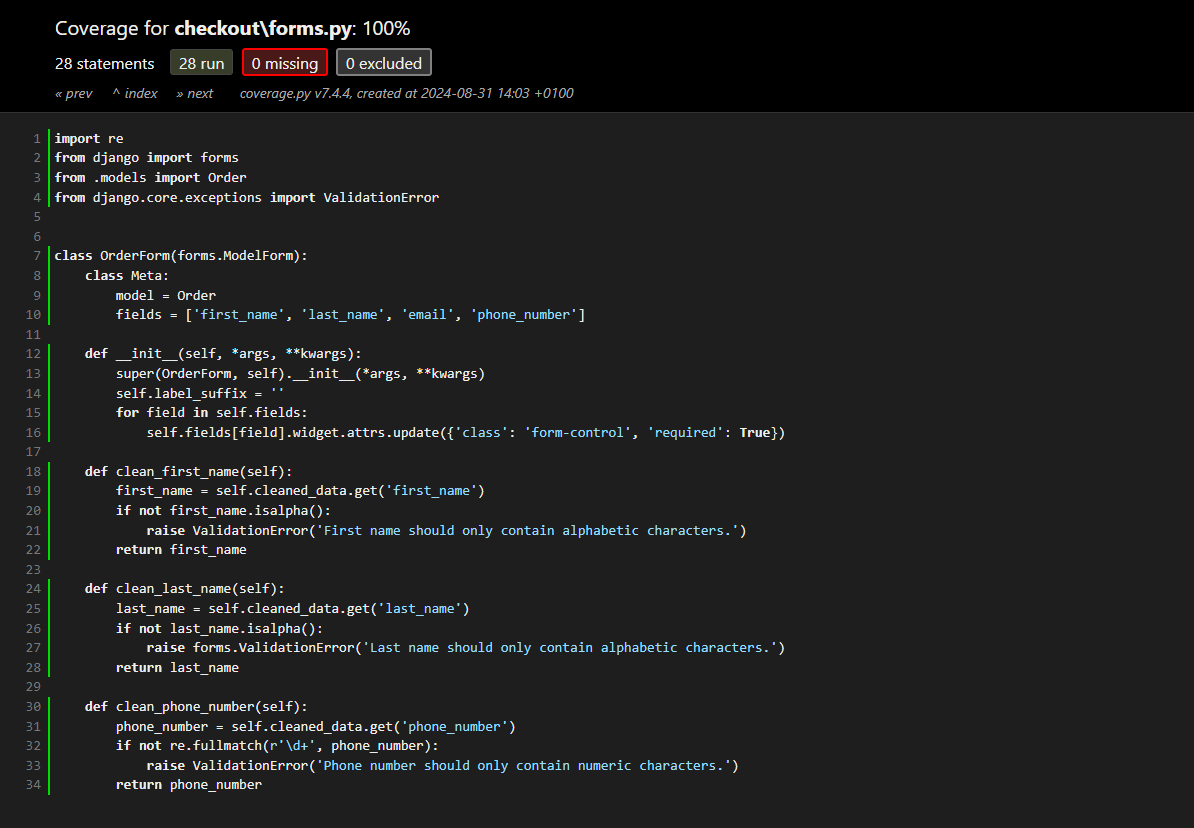 Coverage for checkout\forms.py: 100%
28 statements 28 run 0 missing 0 excluded
« prev ^ index » next coverage.py v7.4.4, created at 2024-08-31 14:03 +0100
1 import re
2 from django import forms
3 from .models import Order
4 from django.core.exceptions import ValidationError
5
6
7 class OrderForm(forms.ModelForm):
8     class Meta:
9         model = Order
10         fields = ['first_name', 'last_name', 'email', 'phone_number']
11
12     def __init__(self, *args, **kwargs):
13         super(OrderForm, self).__init__(*args, **kwargs)
14         self.label_suffix = ''
15         for field in self.fields:
16             self.fields[field].widget.attrs.update({'class': 'form-control', 'required': True})
17
18     def clean_first_name(self):
19         first_name = self.cleaned_data.get('first_name')
20         if not first_name.isalpha():
21             raise ValidationError('First name should only contain alphabetic characters.')
22         return first_name
23
24     def clean_last_name(self):
25         last_name = self.cleaned_data.get('last_name')
26         if not last_name.isalpha():
27             raise forms.ValidationError('Last name should only contain alphabetic characters.')
28         return last_name
29
30     def clean_phone_number(self):
31         phone_number = self.cleaned_data.get('phone_number')
32         if not re.fullmatch(r'\d+', phone_number):
33             raise ValidationError('Phone number should only contain numeric characters.')
34         return phone_number